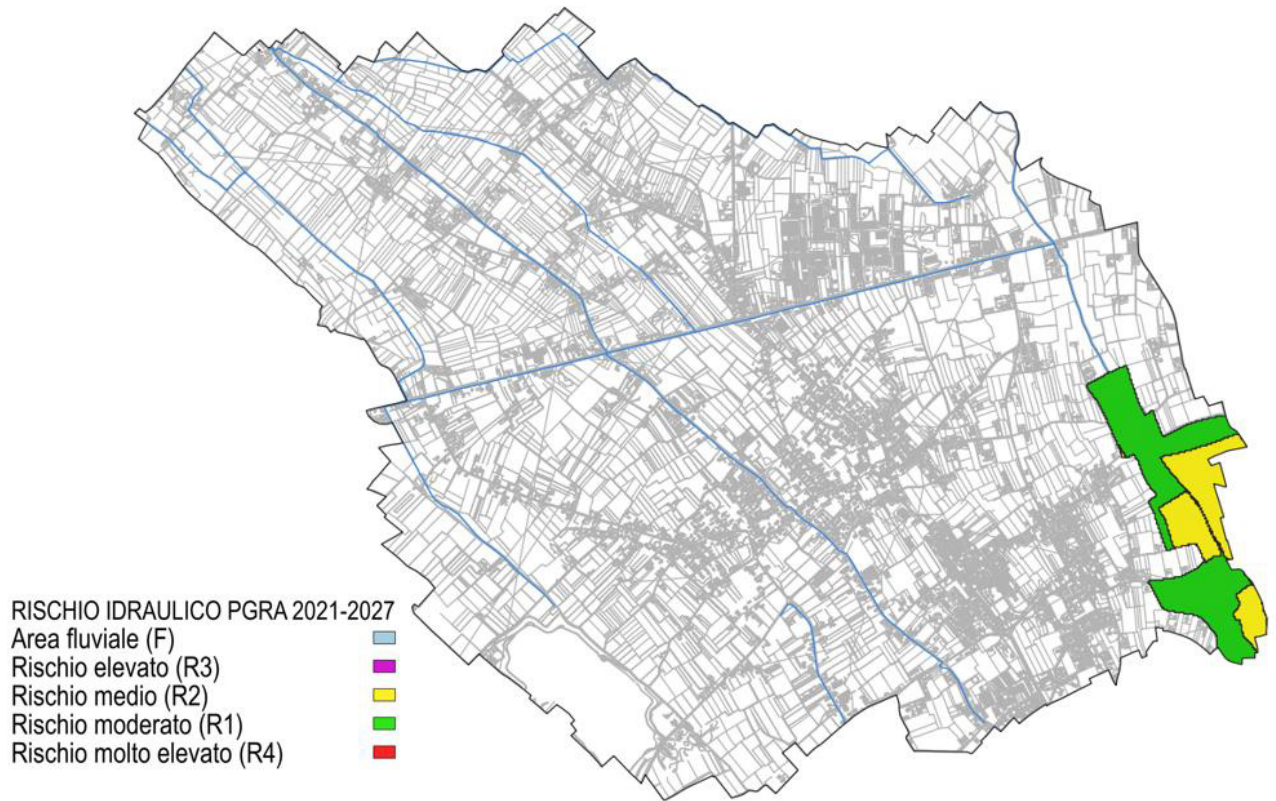 RISCHIO IDRAULICO PGRA 2021-2027
Area fluviale (F)
Rischio elevato (R3)
Rischio medio (R2)
Rischio moderato (R1)
Rischio molto elevato (R4)